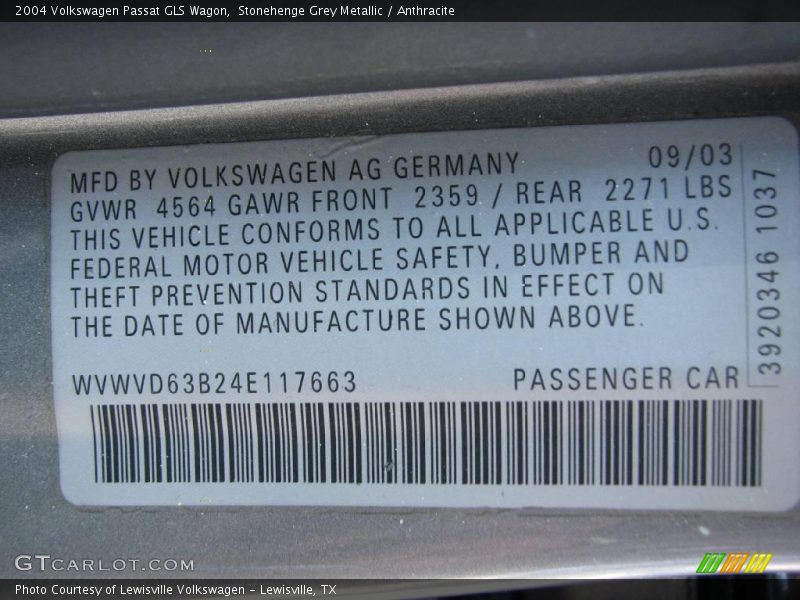 2004 Volkswagen Passat GLS Wagon,  Stonehenge Grey Metallic / Anthracite
MFD BY VOLKSWAGEN AG GERMANY 09/03
GVWR 4564 GAWR FRONT 2359 / REAR 2271 LBS
THIS VEHICLE CONFORMS TO ALL APPLICABLE U.S.
FEDERAL MOTOR VEHICLE SAFETY, BUMPER AND
THEFT PREVENTION STANDARDS IN EFFECT ON
THE DATE OF MANUFACTURE SHOWN ABOVE.
3920346 1037
WVWVD63B24E117663 PASSENGER CAR
GTCARLOT.COM
Photo Courtesy of Lewisville Volkswagen – Lewisville, TX